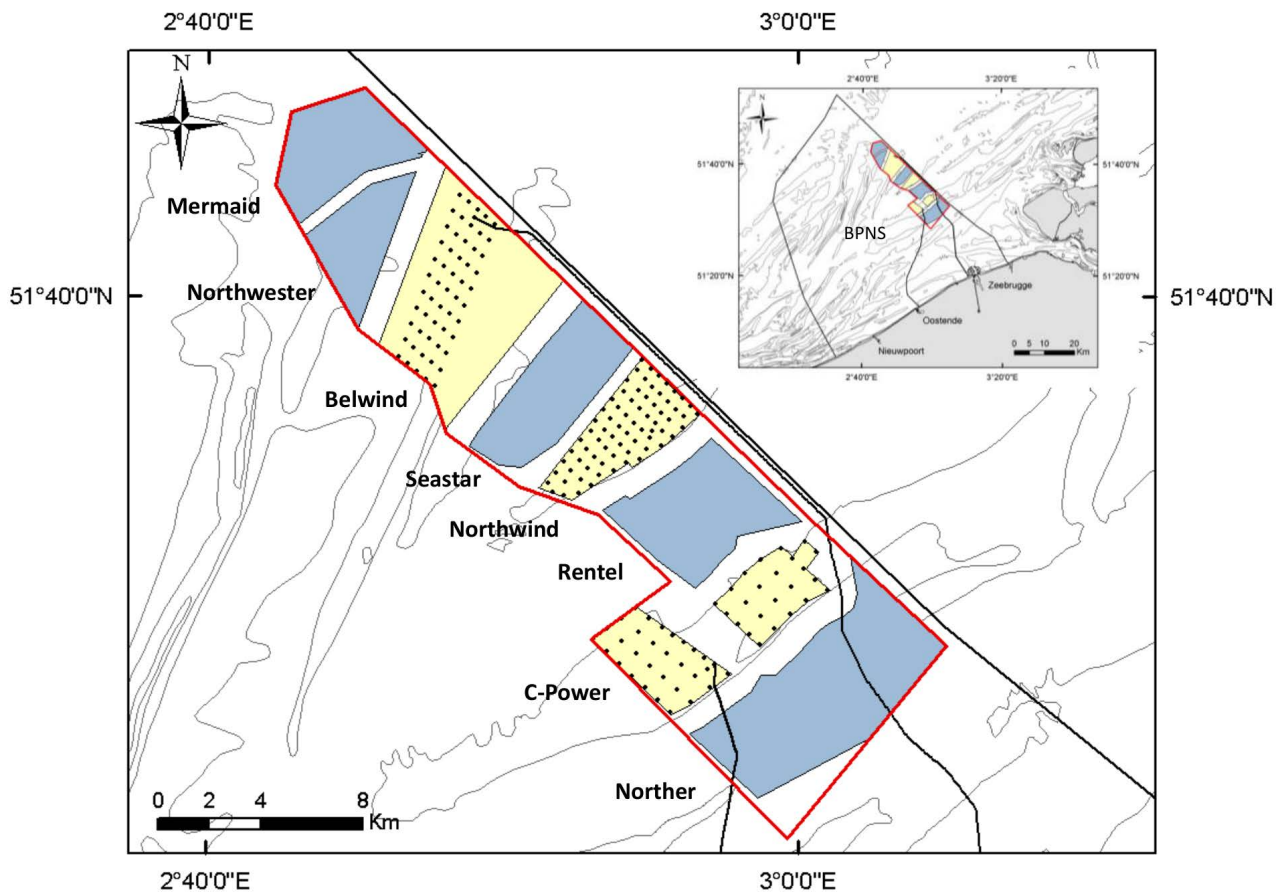 2°40'0"E
3°0'0"E
N
2°40'0"E
3°20'0"E
N
51°40'0"N
51°40'0"N
BPNS
51°20'0"N
51°20'0"N
Zeebrugge
Oostende
Nieuwpoort
0 5 10 20
Km
2°40'0"E
3°0'0"E
Mermaid
Northwester
51°40'0"N
51°40'0"N
Belwind
Seastar
Northwind
Rentel
C-Power
Norther
0 2 4 8
Km
2°40'0"E
3°0'0"E